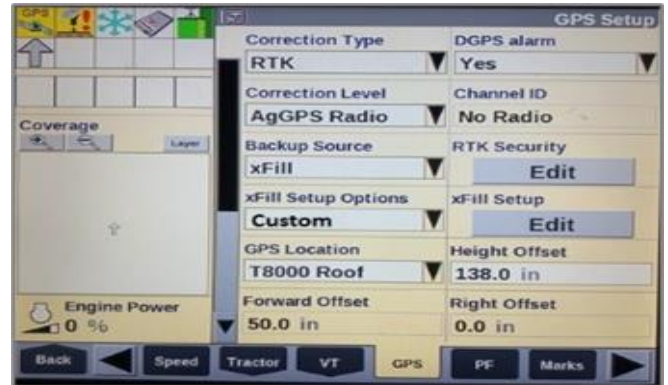 GPS
GPS Setup
Correction Type
DGPS alarm
RTK
Yes
Correction Level
Channel ID
AgGPS Radio
No Radio
Coverage
Layer
Backup Source
RTK Security
xFill
Edit
xFill Setup Options
xFill Setup
Custom
Edit
GPS Location
Height Offset
T8000 Roof
138.0 in
Engine Power
0 %
Forward Offset
Right Offset
50.0 in
0.0 in
Back
Speed
Tractor
VT
GPS
PF
Marks